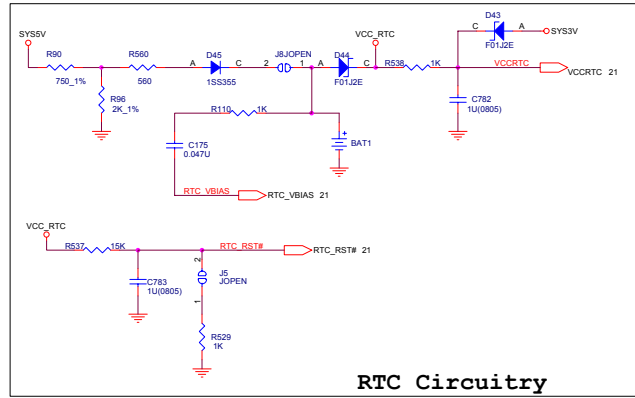 D43
SYS5V
VCC_RTC
C
A
SYS3V
R90
R560
D45
J8JOPEN
D44
F01J2E
A
C
2
1
A
C
R538
1K
VCCRTC
VCCRTC 21
750_1%
560
1SS355
F01J2E
R96
2K_1%
R110
1K
C782
1U(0805)
C175
0.047U
+
BAT1
RTC_VBIAS
RTC_VBIAS 21
VCC_RTC
R537
15K
RTC_RST#
RTC_RST# 21
2
C783
1U(0805)
J5
JOPEN
1
R529
1K
RTC Circuitry